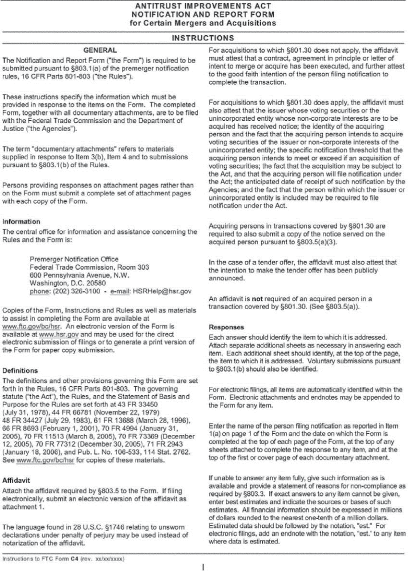 ANTITRUST IMPROVEMENTS ACT
NOTIFICATION AND REPORT FORM
for Certain Mergers and Acquisitions
INSTRUCTIONS
GENERAL
The Notification and Report Form ("the Form") is required to be
submitted pursuant to §803.1(a) of the premerger notification
rules, 16 CFR Parts 801-803 ("the Rules").
These instructions specify the information which must be
provided in response to the items on the Form. The completed
Form, together with all documentary attachments, are to be filed
with the Federal Trade Commission and the Department of
Justice ("the Agencies").
The term "documentary attachments" refers to materials
supplied in response to Item 3(b), Item 4 and to submissions
pursuant to §803.1(b) of the Rules.
Persons providing responses on attachment pages rather than
on the Form must submit a complete set of attachment pages
with each copy of the Form.
Information
The central office for information and assistance concerning the
Rules and the Form is:
Premerger Notification Office
Federal Trade Commission, Room 303
600 Pennsylvania Avenue, N.W.
Washington, D.C. 20580
phone: (202) 326-3100 - e-mail: HSRHelp@hsr.gov
Copies of the Form, Instructions and Rules as well as materials
to assist in completing the Form are available at
www.ftc.gov/bc/hsr. An electronic version of the Form is
available at www.hsr.gov and may be used for the direct
electronic submission of filings or to generate a print version of
the Form for paper copy submission.
Definitions
The definitions and other provisions governing this Form are set
forth in the Rules, 16 CFR Parts 801-803. The governing
statute ("the Act"), the Rules, and the Statement of Basis and
Purpose for the Rules are set forth at 43 FR 33450
(July 31, 1978), 44 FR 66781 (November 22, 1979)
48 FR 34427 (July 29, 1983), 61 FR 13688 (March 28, 1996),
66 FR 8693 (February 1, 2001), 70 FR 4994 (January 31,
2005), 70 FR 11513 (March 8, 2005), 70 FR 73369 (December
12, 2005), 70 FR 77312 (December 30, 2005), 71 FR 2943
(January 18, 2006), and Pub. L. No. 106-533, 114 Stat. 2762.
See www.ftc.gov/bc/hsr for copies of these materials.
Affidavit
Attach the affidavit required by §803.5 to the Form. If filing
electronically, submit an electronic version of the affidavit as
attachment 1.
The language found in 28 U.S.C. §1746 relating to unsworn
declarations under penalty of perjury may be used instead of
notarization of the affidavit.
For acquisitions to which §801.30 does not apply, the affidavit
must attest that a contract, agreement in principle or letter of
intent to merge or acquire has been executed, and further attest
to the good faith intention of the person filing notification to
complete the transaction.
For acquisitions to which §801.30 does apply, the affidavit must
also attest that the issuer whose voting securities or the
unincorporated entity whose non-corporate interests are to be
acquired has received notice; the identity of the acquiring
person and the fact that the acquiring person intends to acquire
voting securities of the issuer or non-corporate interests of the
unincorporated entity; the specific notification threshold that the
acquiring person intends to meet or exceed if an acquisition of
voting securities; the fact that the acquisition may be subject to
the Act, and that the acquiring person will file notification under
the Act; the anticipated date of receipt of such notification by the
Agencies; and the fact that the person within which the issuer or
unincorporated entity is included may be required to file
notification under the Act.
Acquiring persons in transactions covered by §801.30 are
required to also submit a copy of the notice served on the
acquired person pursuant to §803.5(a)(3).
In the case of a tender offer, the affidavit must also attest that
the intention to make the tender offer has been publicly
announced.
An affidavit is not required of an acquired person in a
transaction covered by §801.30. (See §803.5(a)).
Responses
Each answer should identify the item to which it is addressed.
Attach separate additional sheets as necessary in answering each
item. Each additional sheet should identify, at the top of the page,
the item to which it is addressed. Voluntary submissions pursuant
to §803.1(b) should also be identified.
For electronic filings, all items are automatically identified within the
Form. Electronic attachments and endnotes may be appended to
the Form for any item.
Enter the name of the person filing notification as reported in Item
1(a) on page 1 of the Form and the date on which the Form is
completed at the top of each page of the Form, at the top of any
sheets attached to complete the response to any item, and at the
top of the first or cover page of each documentary attachment.
If unable to answer any item fully, give such information as is
available and provide a statement of reasons for non-compliance as
required by §803.3. If exact answers to any item cannot be given,
enter best estimates and indicate the sources or bases of such
estimates. All financial information should be expressed in millions
of dollars rounded to the nearest one-tenth of a million dollars.
Estimated data should be followed by the notation, "est." For
electronic filings, add an endnote with the notation, "est." to any item
where data is estimated.
Instructions to FTC Form C4 (rev. xx/xx/xxxx)
I